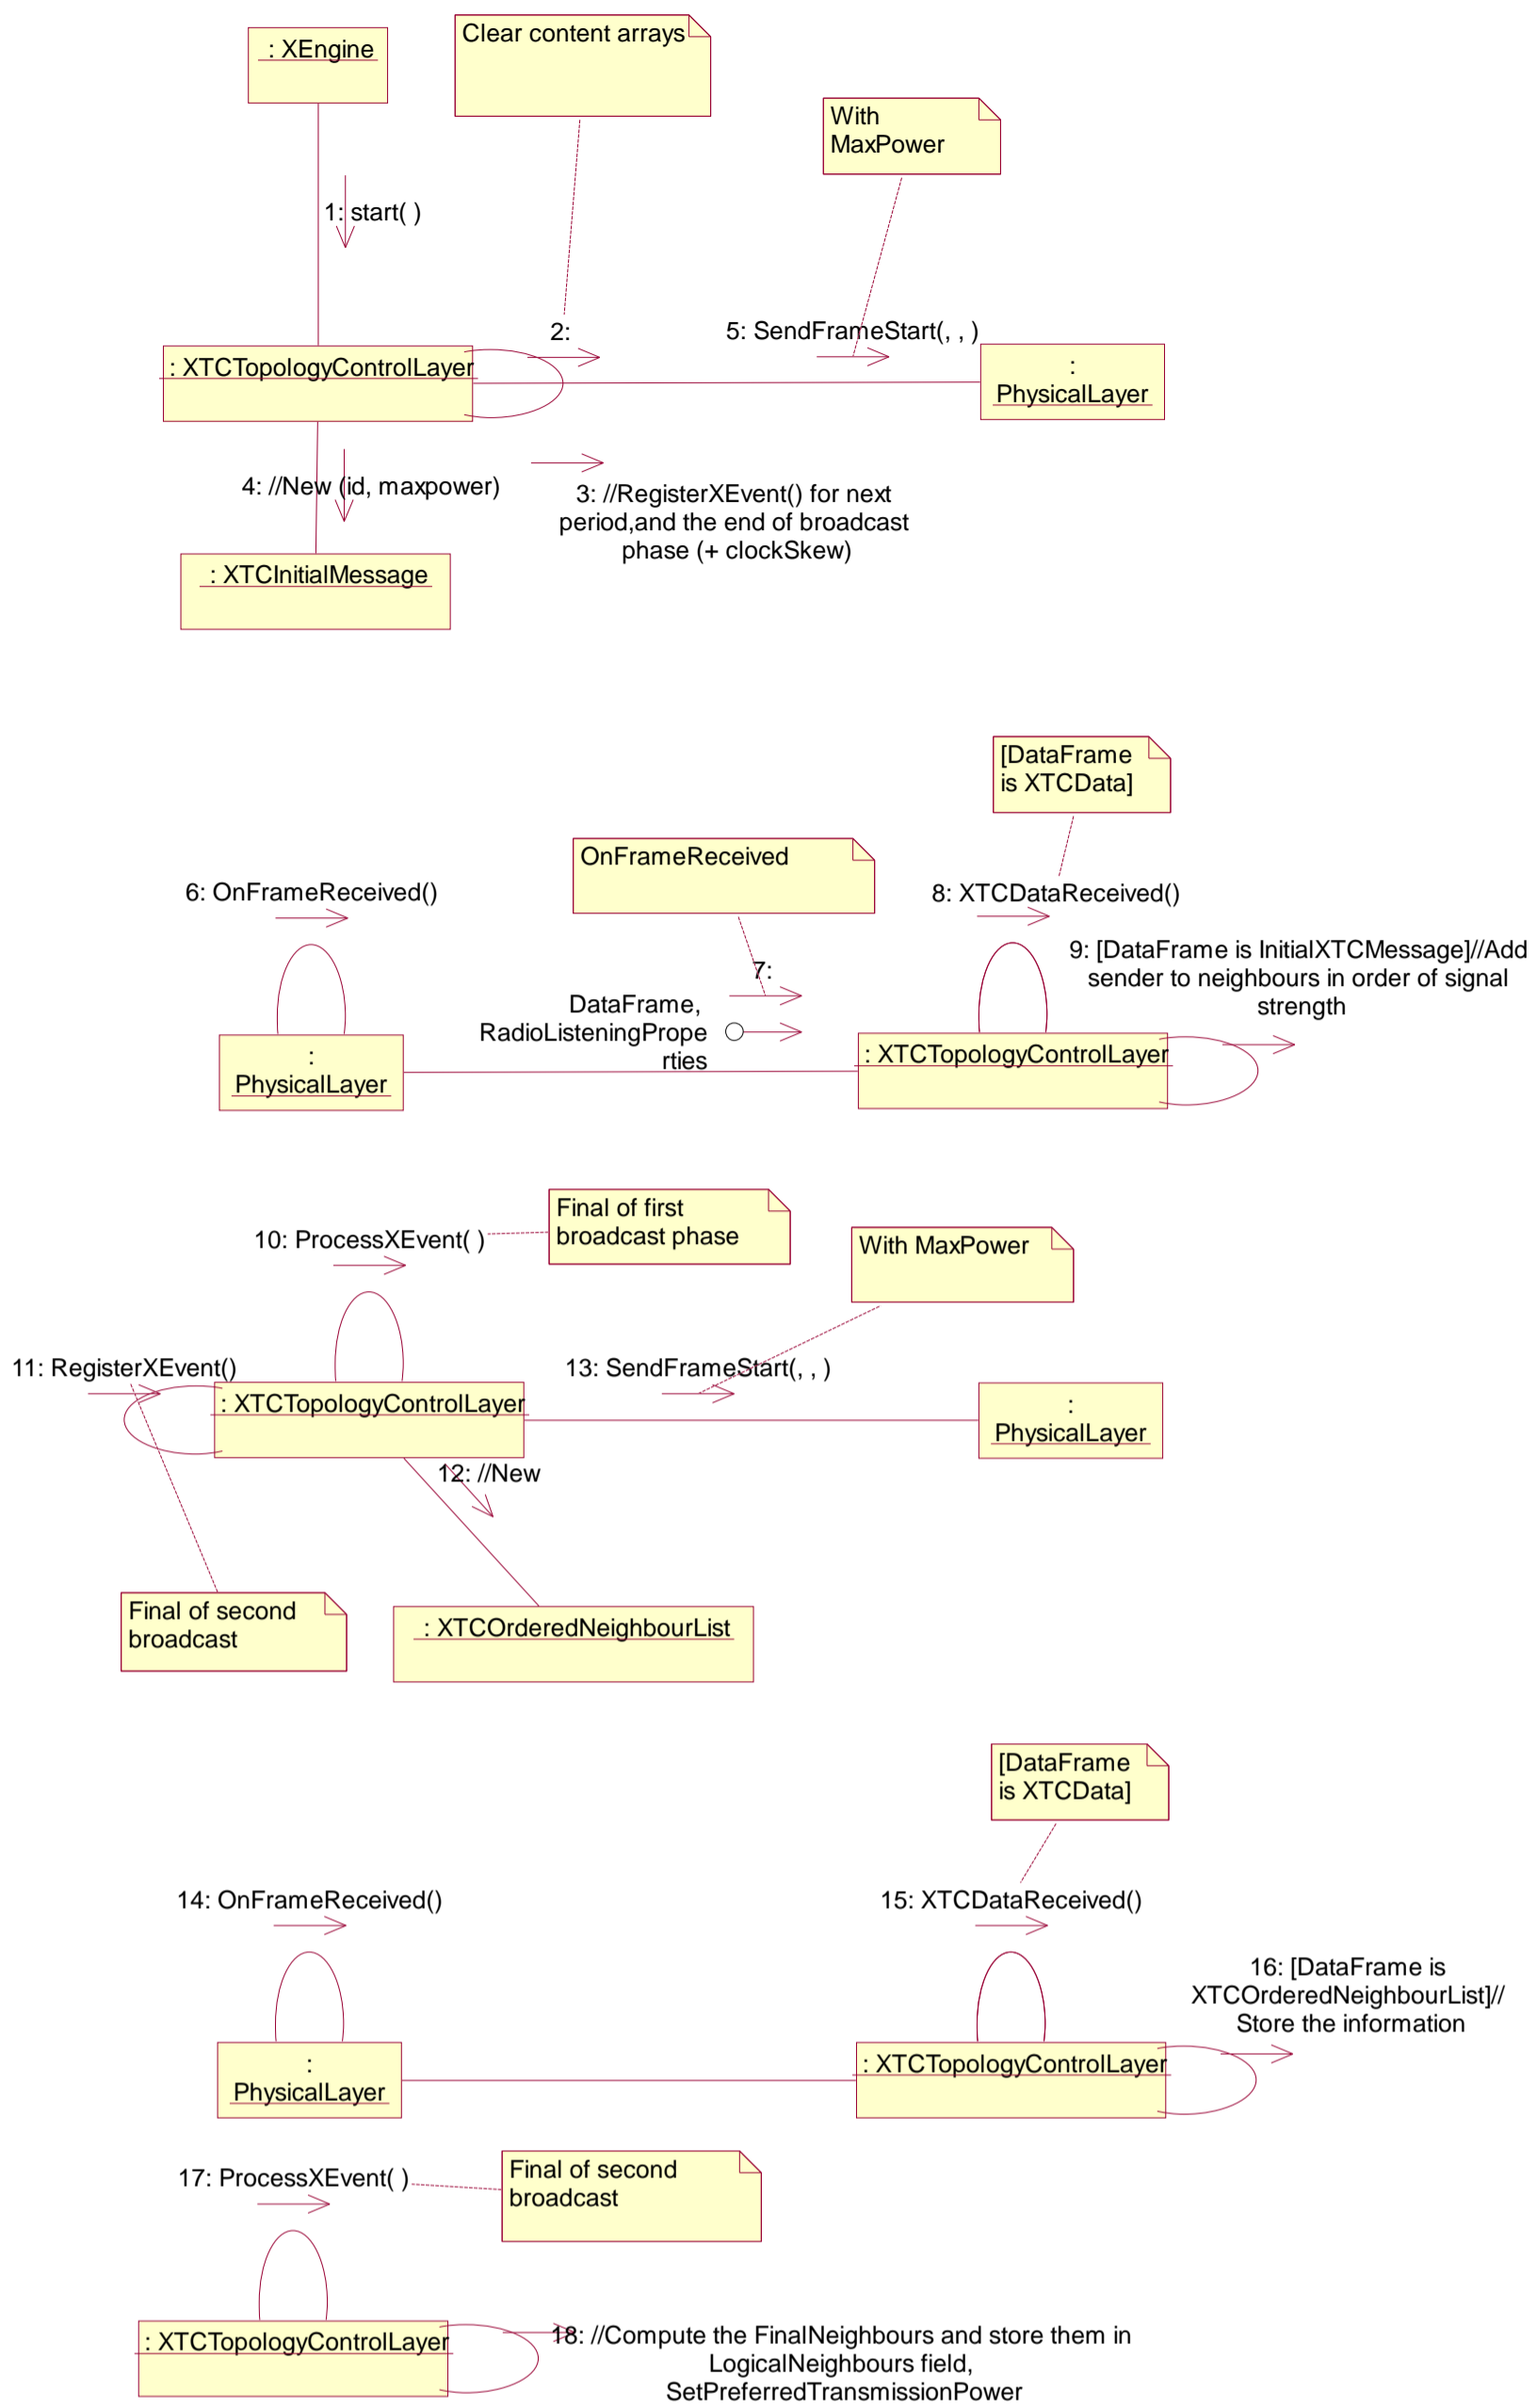 : XEngine
Clear content arrays
With
MaxPower
1: start( )
2:
5: SendFrameStart(, , )
: XTCTopologyControlLayer
:
PhysicalLayer
4: //New (id, maxpower)
3: //RegisterXEvent() for next
period,and the end of broadcast
phase (+ clockSkew)
: XTCInitialMessage
[DataFrame
is XTCData]
OnFrameReceived
6: OnFrameReceived()
8: XTCDataReceived()
7:
9: [DataFrame is InitialXTCMessage]//Add
sender to neighbours in order of signal
strength
DataFrame,
RadioListeningPrope
rties
:
PhysicalLayer
: XTCTopologyControlLayer
Final of first
broadcast phase
10: ProcessXEvent( )
With MaxPower
11: RegisterXEvent()
13: SendFrameStart(, , )
: XTCTopologyControlLayer
:
PhysicalLayer
12: //New
Final of second
broadcast
: XTCOrderedNeighbourList
[DataFrame
is XTCData]
14: OnFrameReceived()
15: XTCDataReceived()
16: [DataFrame is
XTCOrderedNeighbourList]//
Store the information
:
PhysicalLayer
: XTCTopologyControlLayer
17: ProcessXEvent( )
Final of second
broadcast
: XTCTopologyControlLayer
18: //Compute the FinalNeighbours and store them in
LogicalNeighbours field,
SetPreferredTransmissionPower